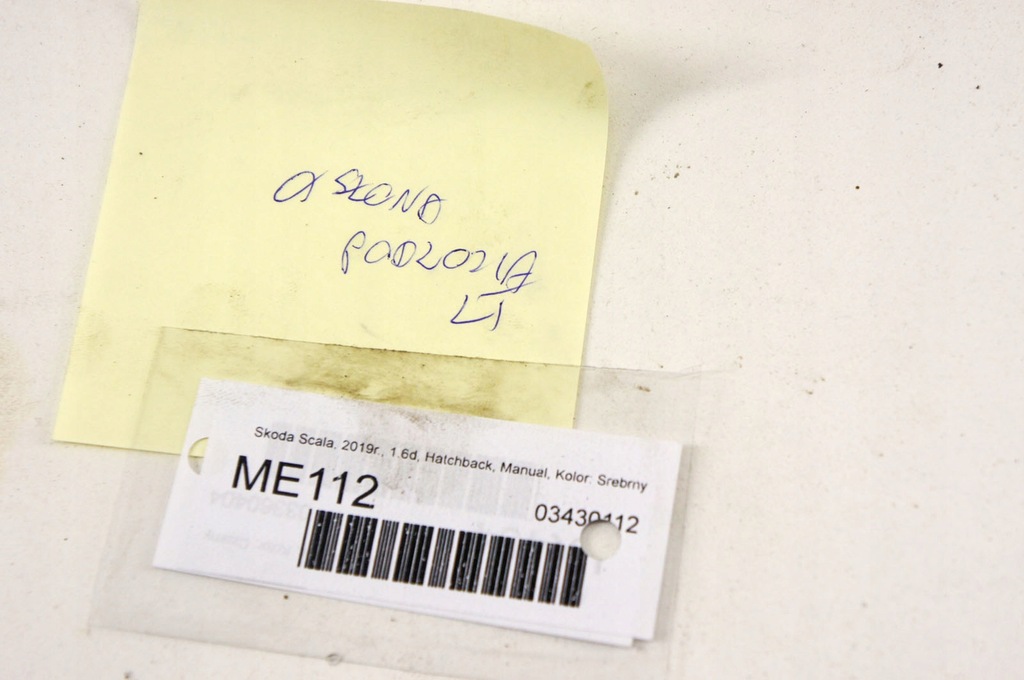 OSŁONA
PODWOZIA
LT
Skoda Scala, 2019r., 1.6d, Hatchback, Manual, Kolor: Srebrny
ME112
03430112